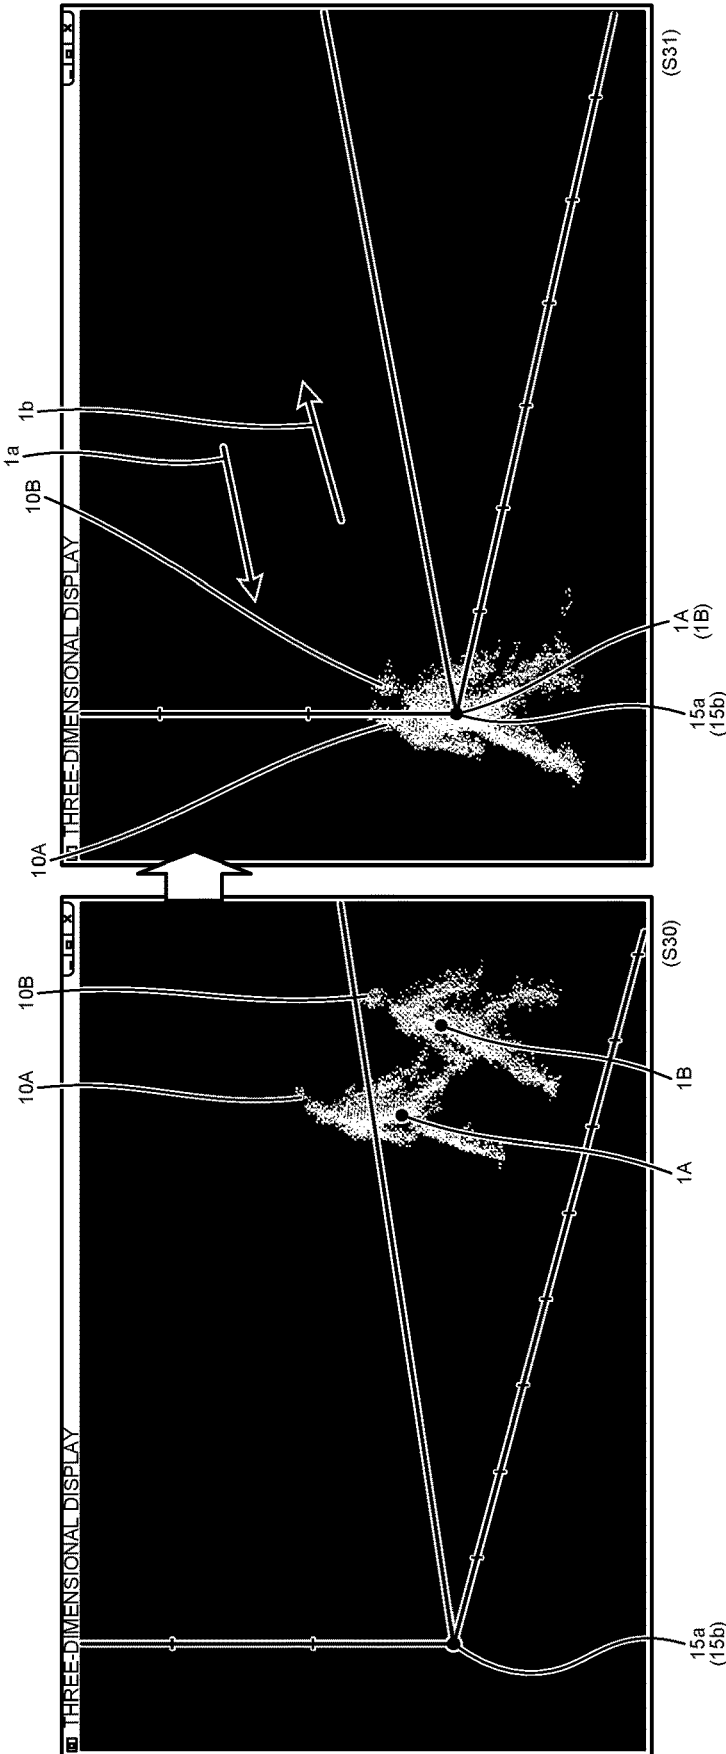 THREE-DIMENSIONAL DISPLAY
10A
10B
15a
(15b)
1A
1B
(S30)
THREE-DIMENSIONAL DISPLAY
10A
10B
1a
1b
15a
(15b)
1A
(1B)
(S31)